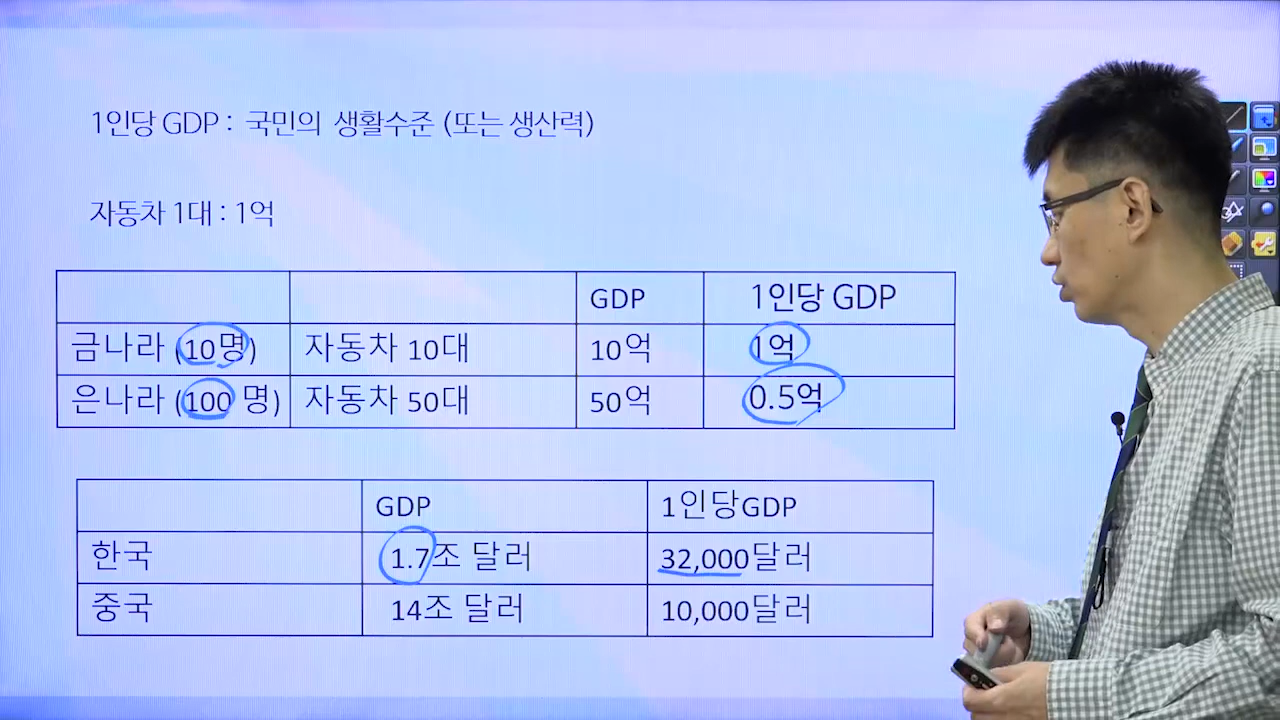 1인당 GDP : 국민의 생활수준 (또는 생산력)
자동차 1대 : 1억
GDP 1인당 GDP
금나라 (10명) 자동차 10대 10억 1억
은나라 (100 명) 자동차 50대 50억 0.5억
GDP 1인당GDP
한국 1.7조 달러 32,000달러
중국 14조 달러 10,000달러